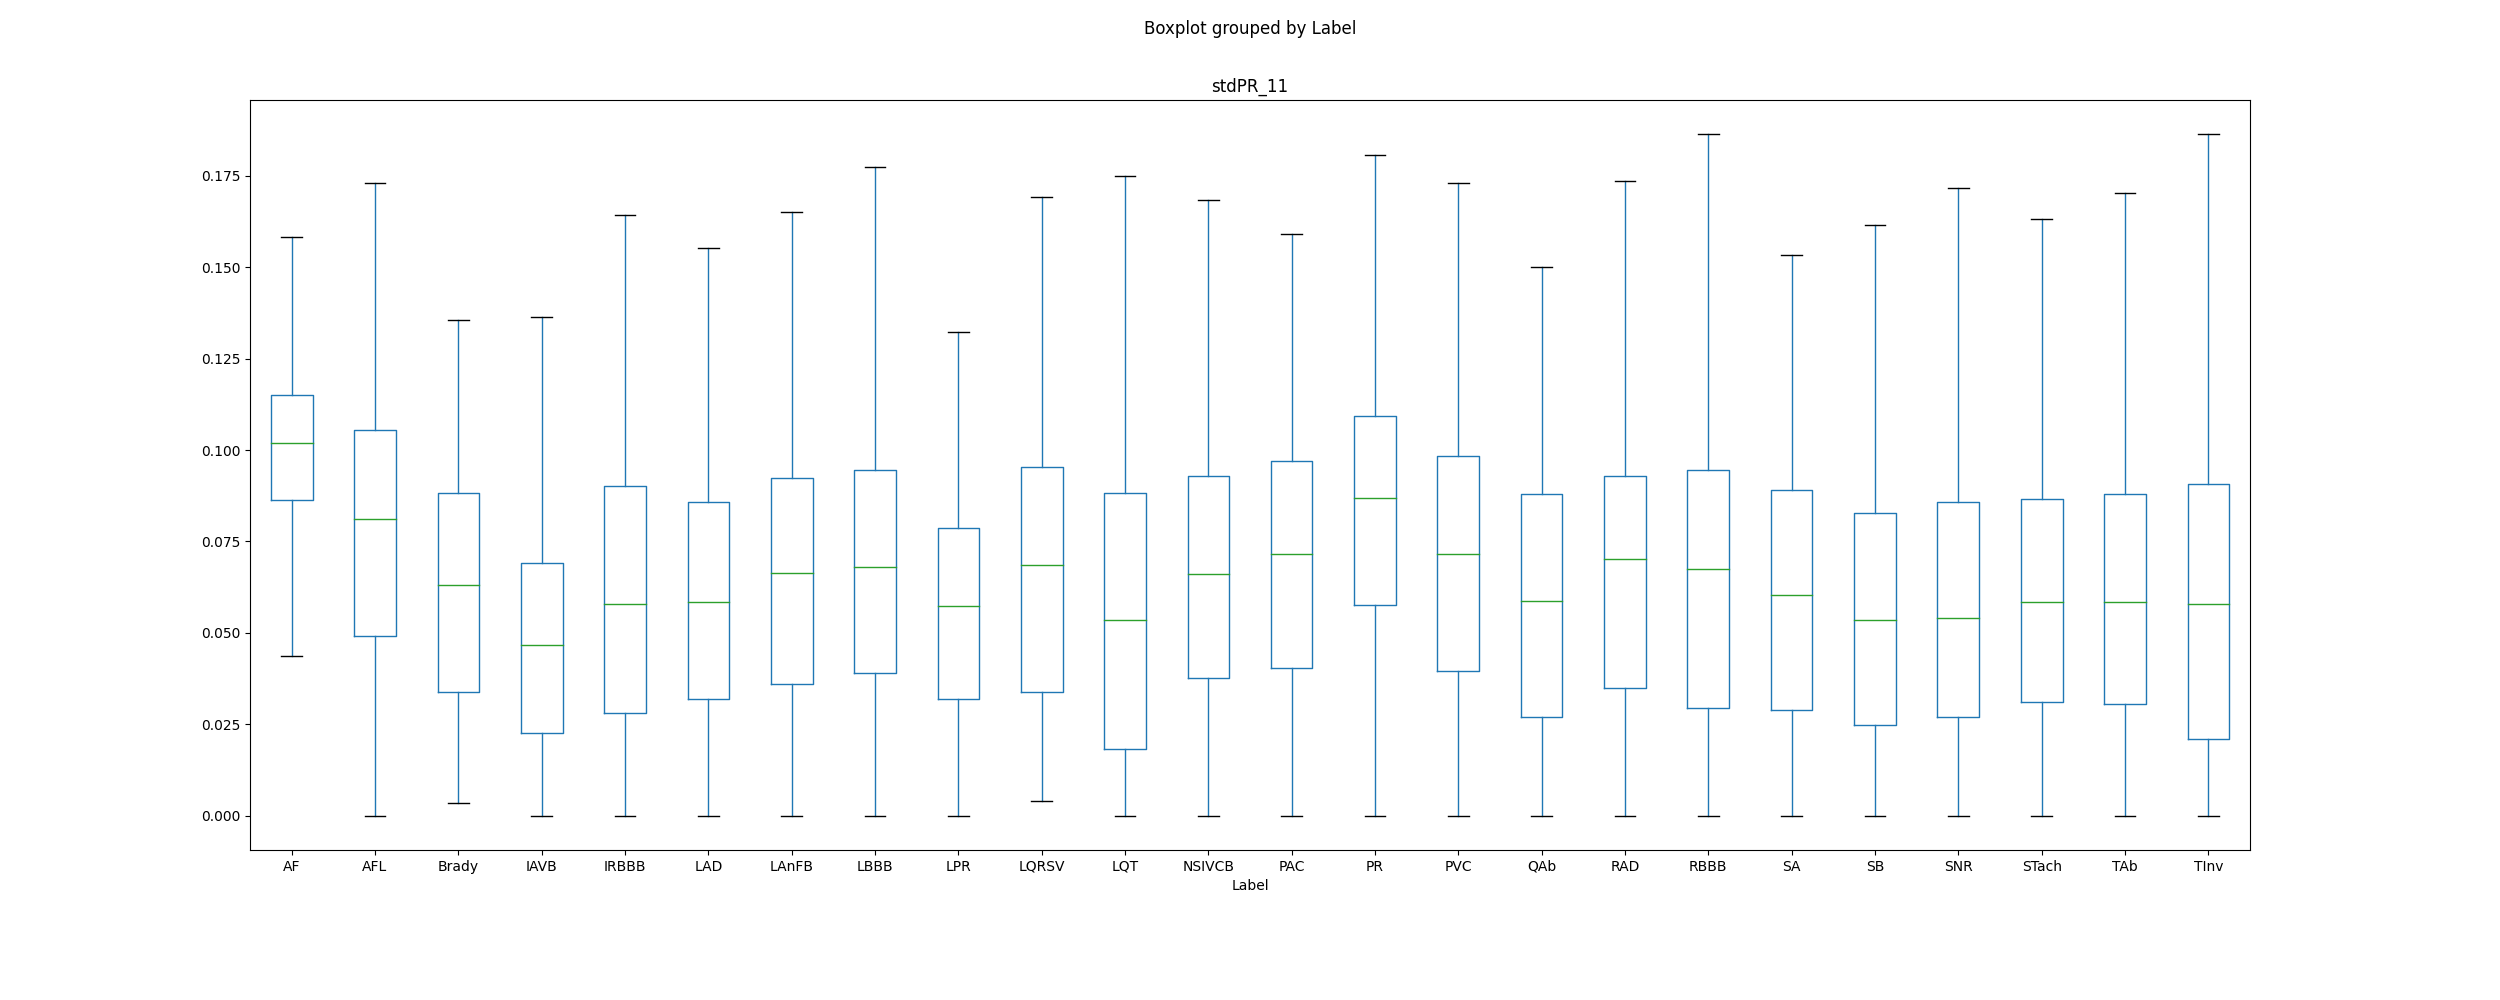 Boxplot grouped by Label
stdPR_11
0.175
0.150
0.125
0.100
0.075
0.050
0.025
0.000
AF AFL Brady IAVB IRBBB LAD LAnFB LBBB LPR LQRSV LQT NSIVCB PAC PR PVC QAb RAD RBBB SA SB SNR STach TAb TInv
Label